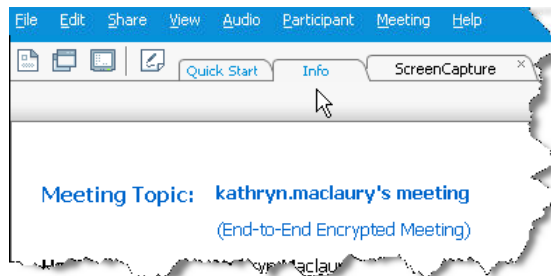 File Edit Share View Audio Participant Meeting Help
Quick Start Info ScreenCapture ×
Meeting Topic: kathryn.maclaury's meeting
(End-to-End Encrypted Meeting)